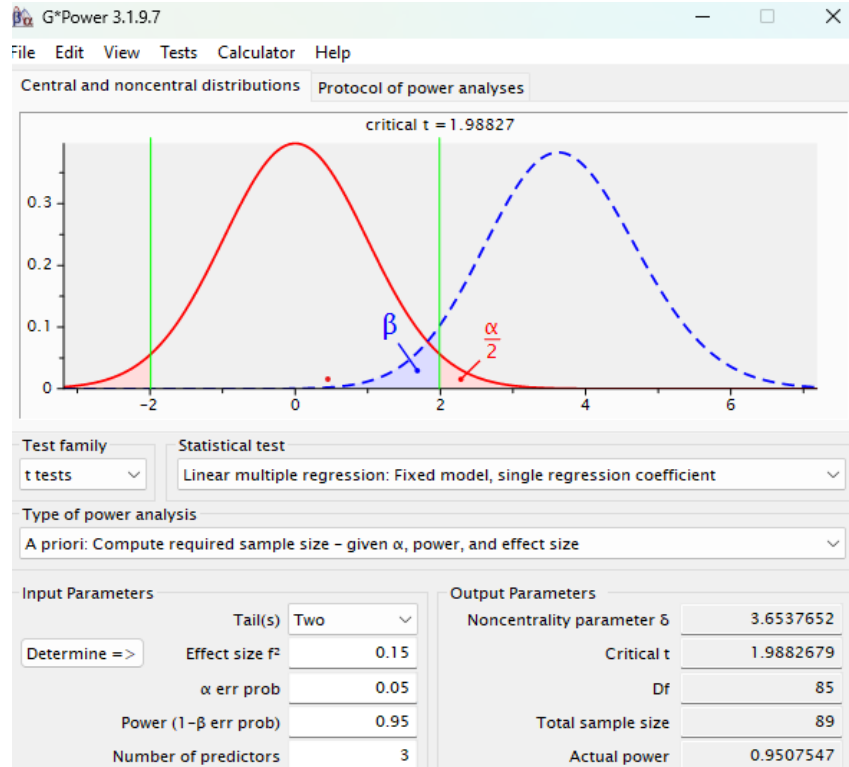 βα G*Power 3.1.9.7
File Edit View Tests Calculator Help
Central and noncentral distributions Protocol of power analyses
critical t = 1.98827
0.3
0.2
0.1
0
β
α
2
-2 0 2 4 6
Test family Statistical test
t tests Linear multiple regression: Fixed model, single regression coefficient
Type of power analysis
A priori: Compute required sample size – given α, power, and effect size
Input Parameters Output Parameters
Tail(s) Two Noncentrality parameter δ 3.6537652
Determine => Effect size f² 0.15 Critical t 1.9882679
α err prob 0.05 Df 85
Power (1-β err prob) 0.95 Total sample size 89
Number of predictors 3 Actual power 0.9507547